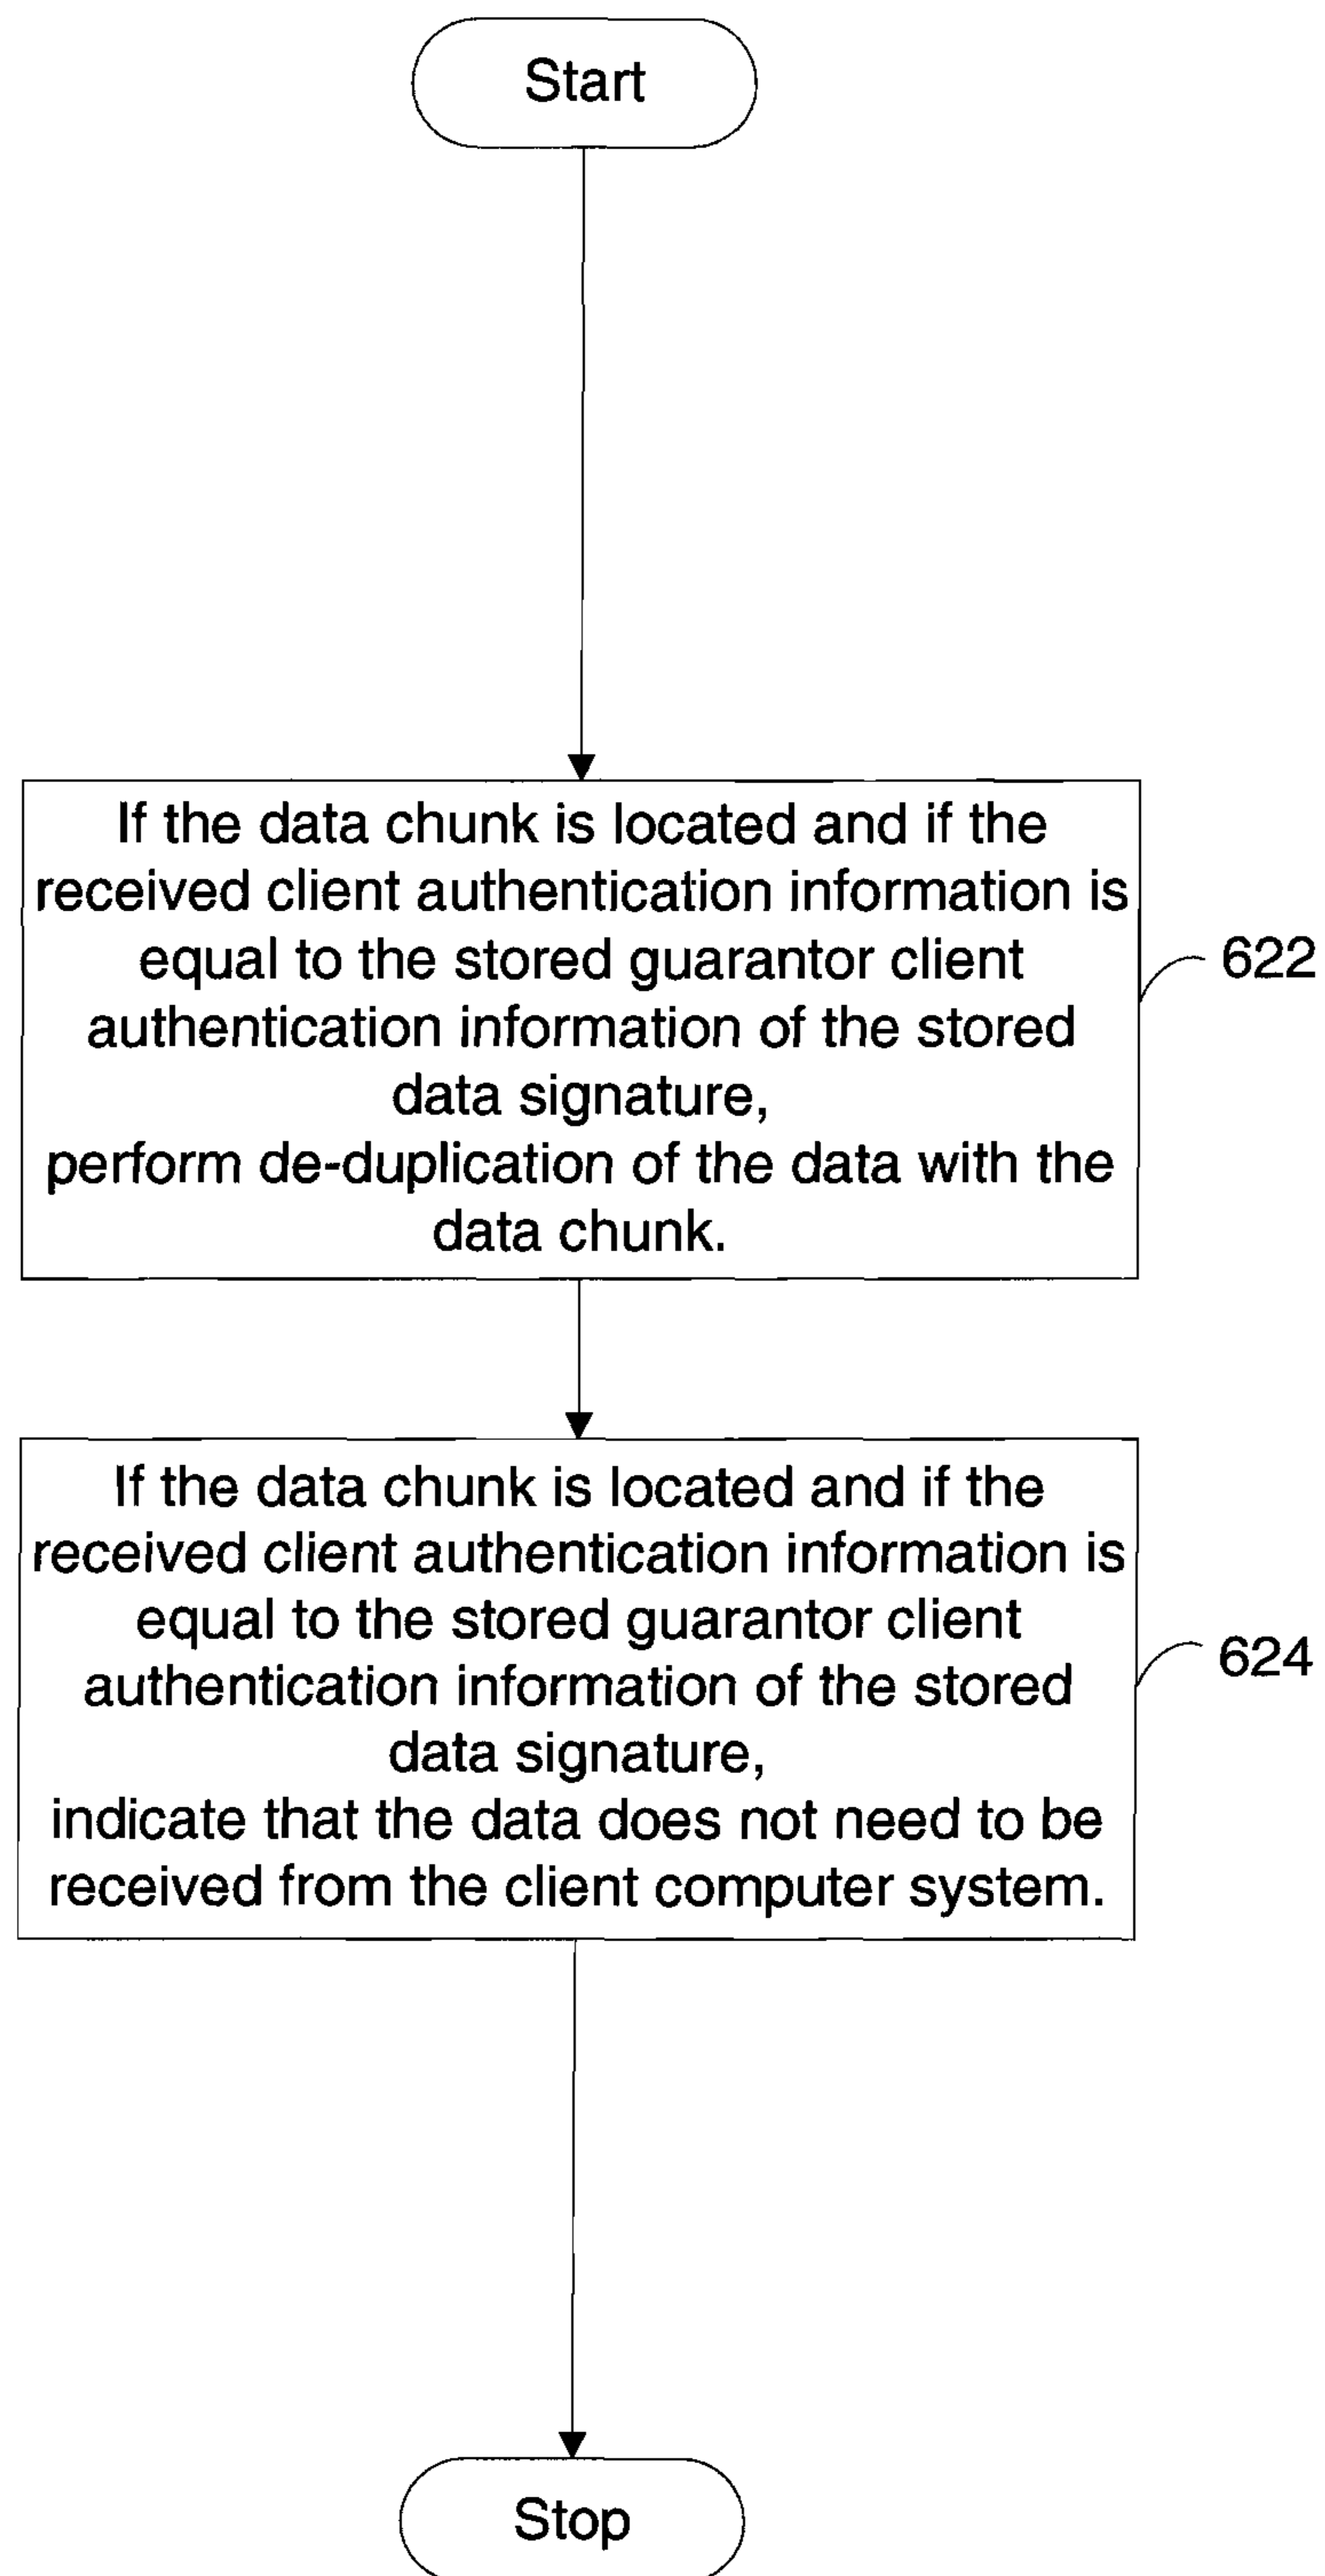 Start
If the data chunk is located and if the
received client authentication information is
equal to the stored guarantor client
authentication information of the stored
data signature,
perform de-duplication of the data with the
data chunk.
622
If the data chunk is located and if the
received client authentication information is
equal to the stored guarantor client
authentication information of the stored
data signature,
indicate that the data does not need to be
received from the client computer system.
624
Stop